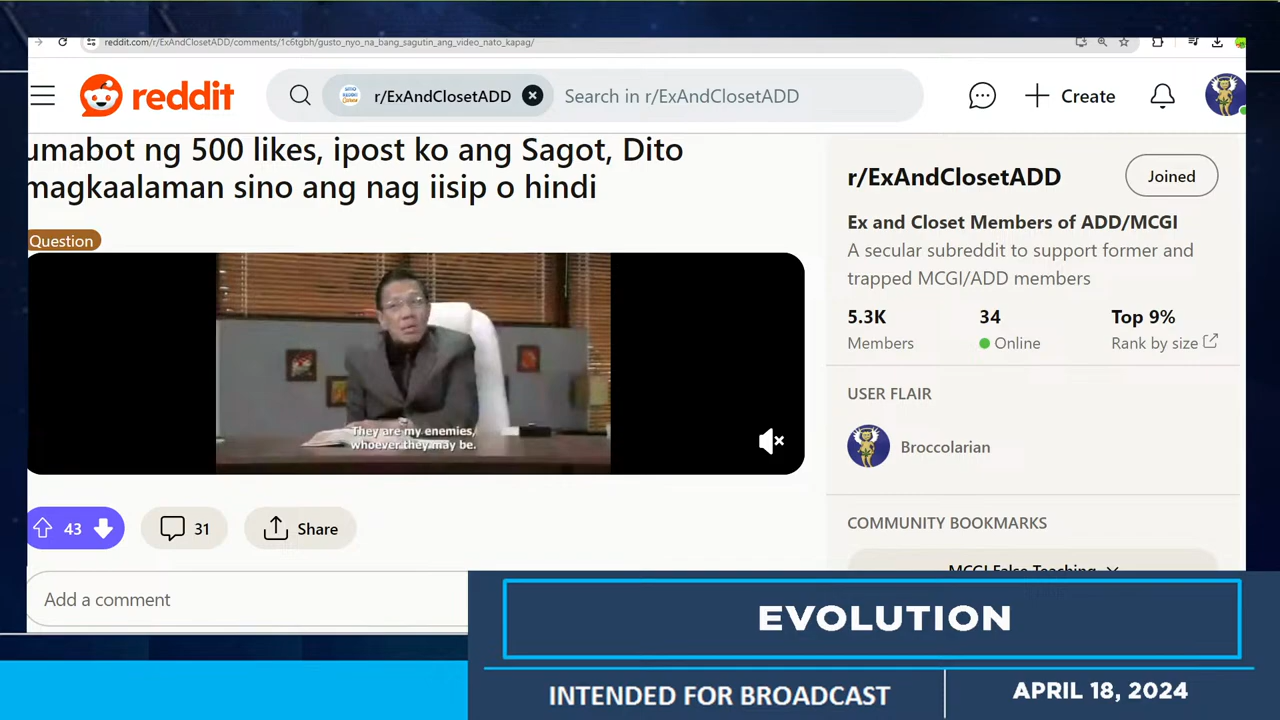 reddit.com/r/ExAndClosetADD/comments/1c6tgbh/gusto_nyo_na_bang_sagutin_ang_video_nato_kapag/
reddit
r/ExAndClosetADD
Search in r/ExAndClosetADD
Create
umabot ng 500 likes, ipost ko ang Sagot, Dito
magkaalaman sino ang nag iisip o hindi
Question
They are my enemies,
whoever they may be.
43
31
Share
Add a comment
r/ExAndClosetADD
Joined
Ex and Closet Members of ADD/MCGI
A secular subreddit to support former and
trapped MCGI/ADD members
5.3K
34
Top 9%
Members
Online
Rank by size
USER FLAIR
Broccolarian
COMMUNITY BOOKMARKS
MCGI False Teaching
EVOLUTION
INTENDED FOR BROADCAST
APRIL 18, 2024